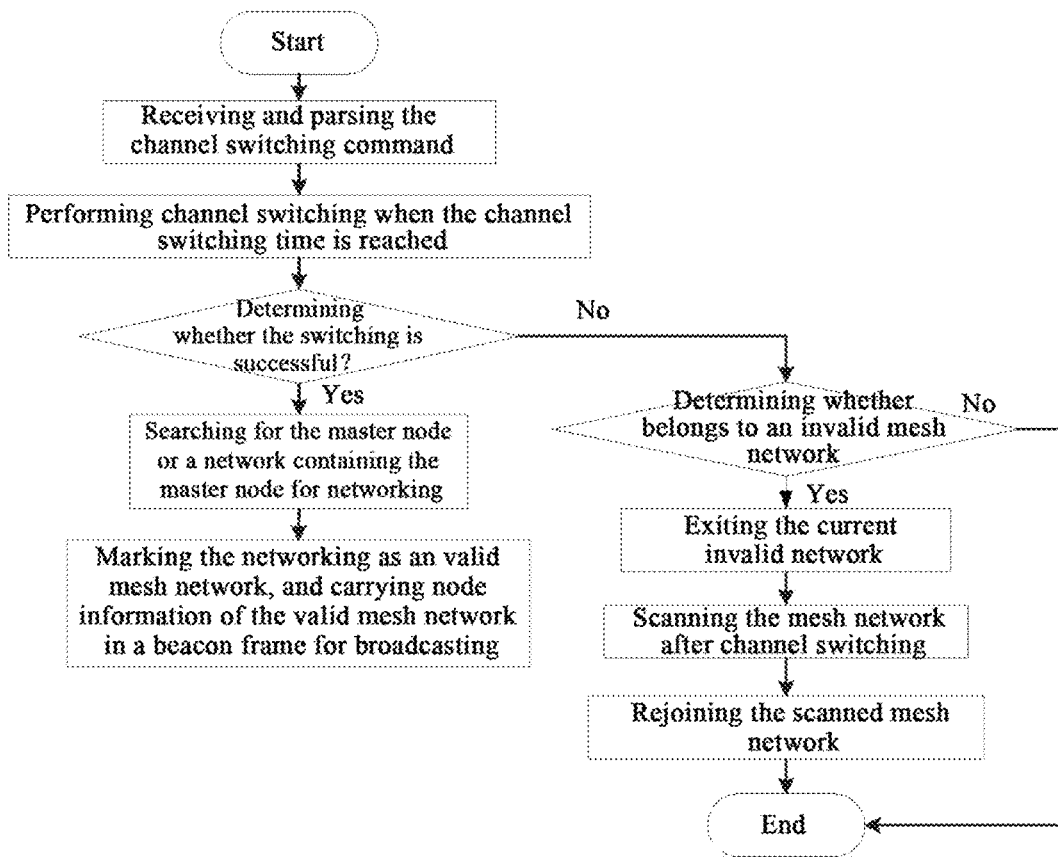 Start
Receiving and parsing the
channel switching command
Performing channel switching when the channel
switching time is reached
Determining
whether the switching is
successful?
No
Yes
Searching for the master node
or a network containing the
master node for networking
Marking the networking as an valid
mesh network, and carrying node
information of the valid mesh network
in a beacon frame for broadcasting
Determining whether
belongs to an invalid mesh
network
No
Yes
Exiting the current
invalid network
Scanning the mesh network
after channel switching
Rejoining the scanned mesh
network
End